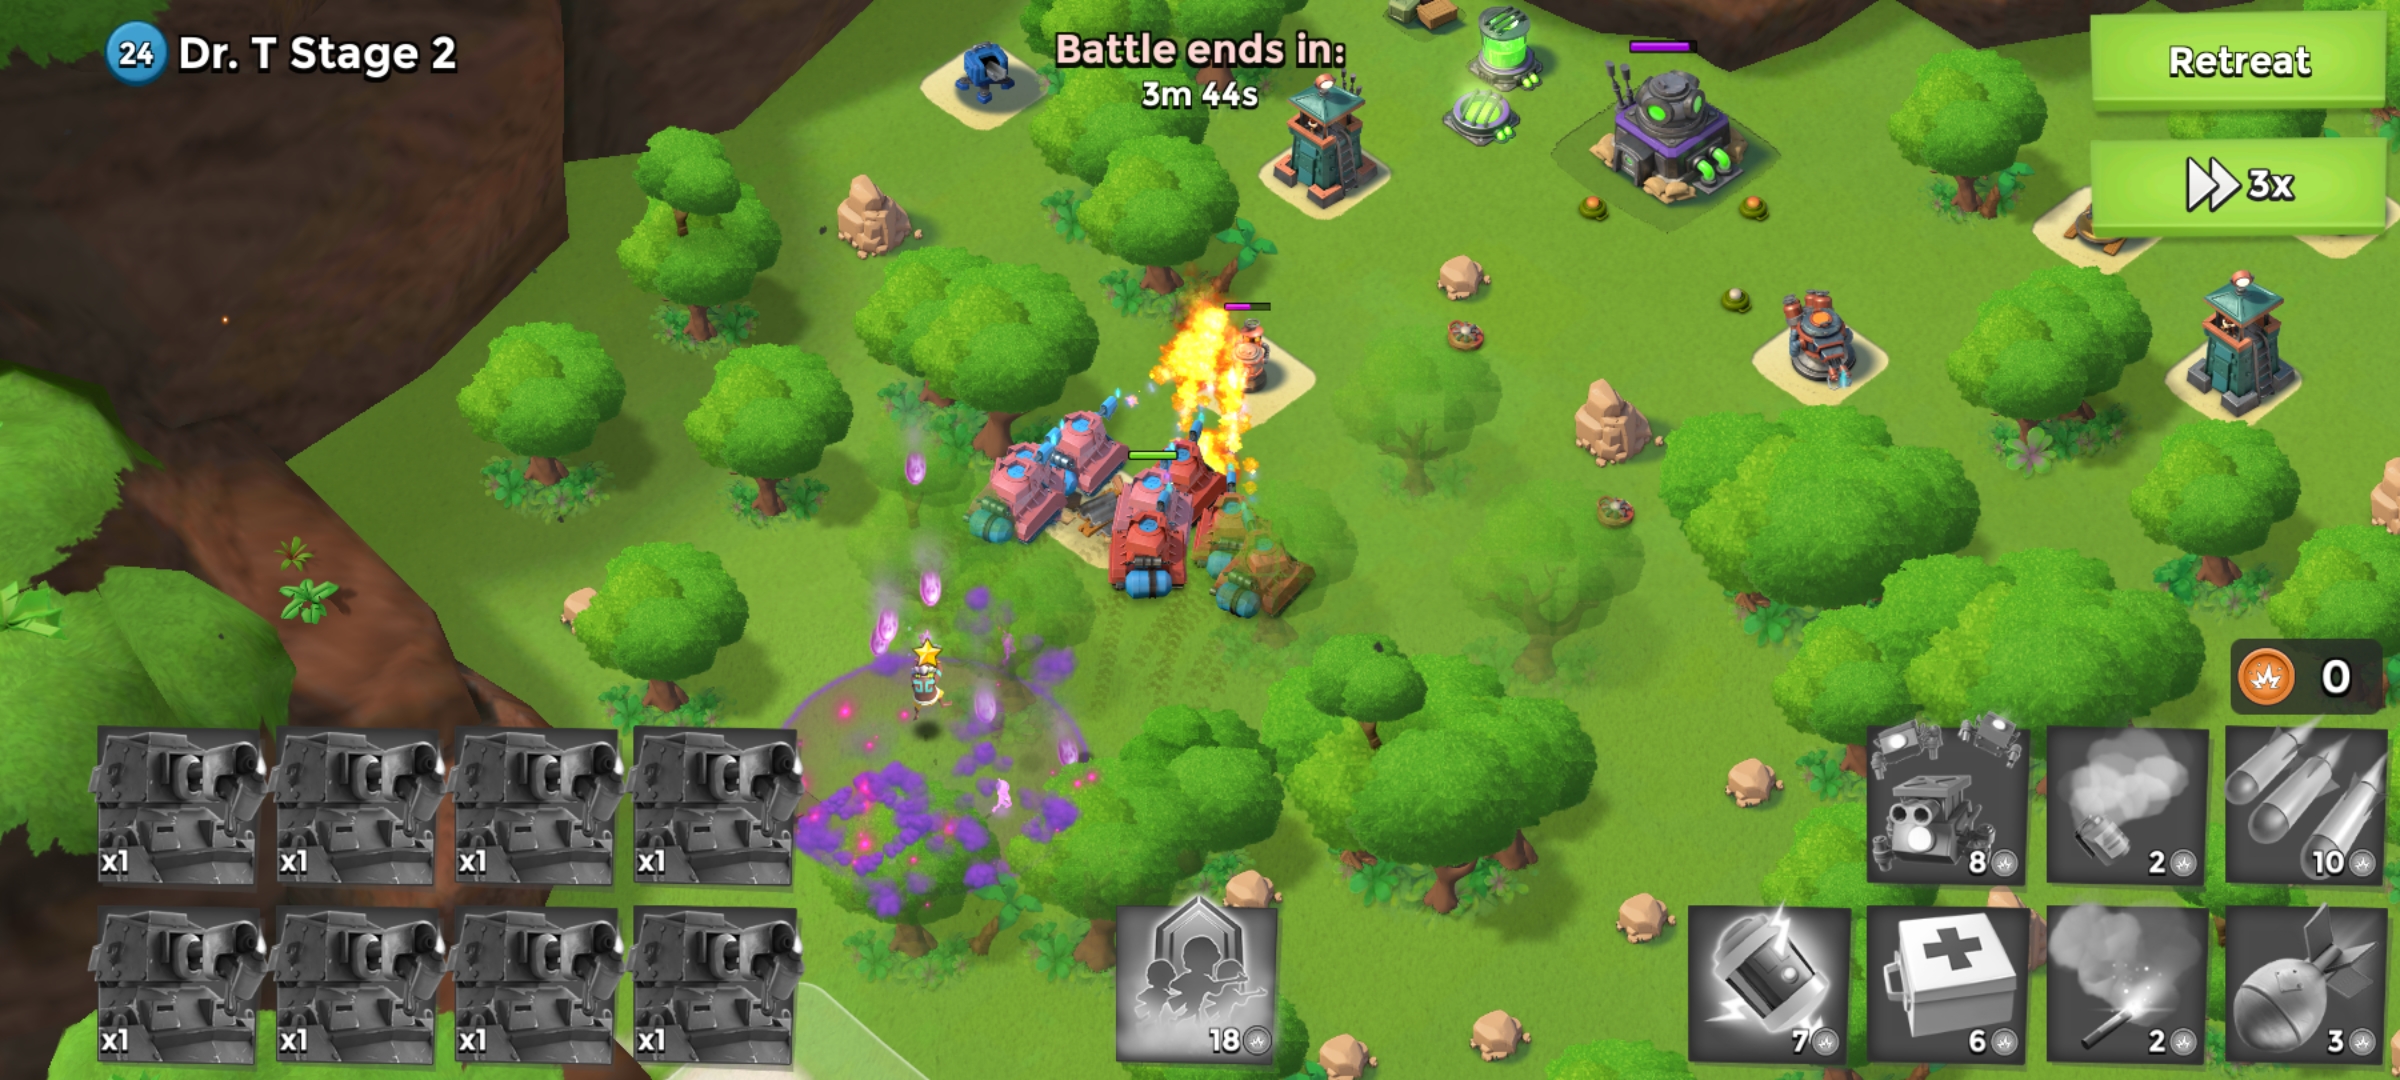 24 Dr. T Stage 2
Battle ends in:
3m 44s
Retreat
3x
0
x1 x1 x1 x1
8 2 10
x1 x1 x1 x1
18
7 6 2 3